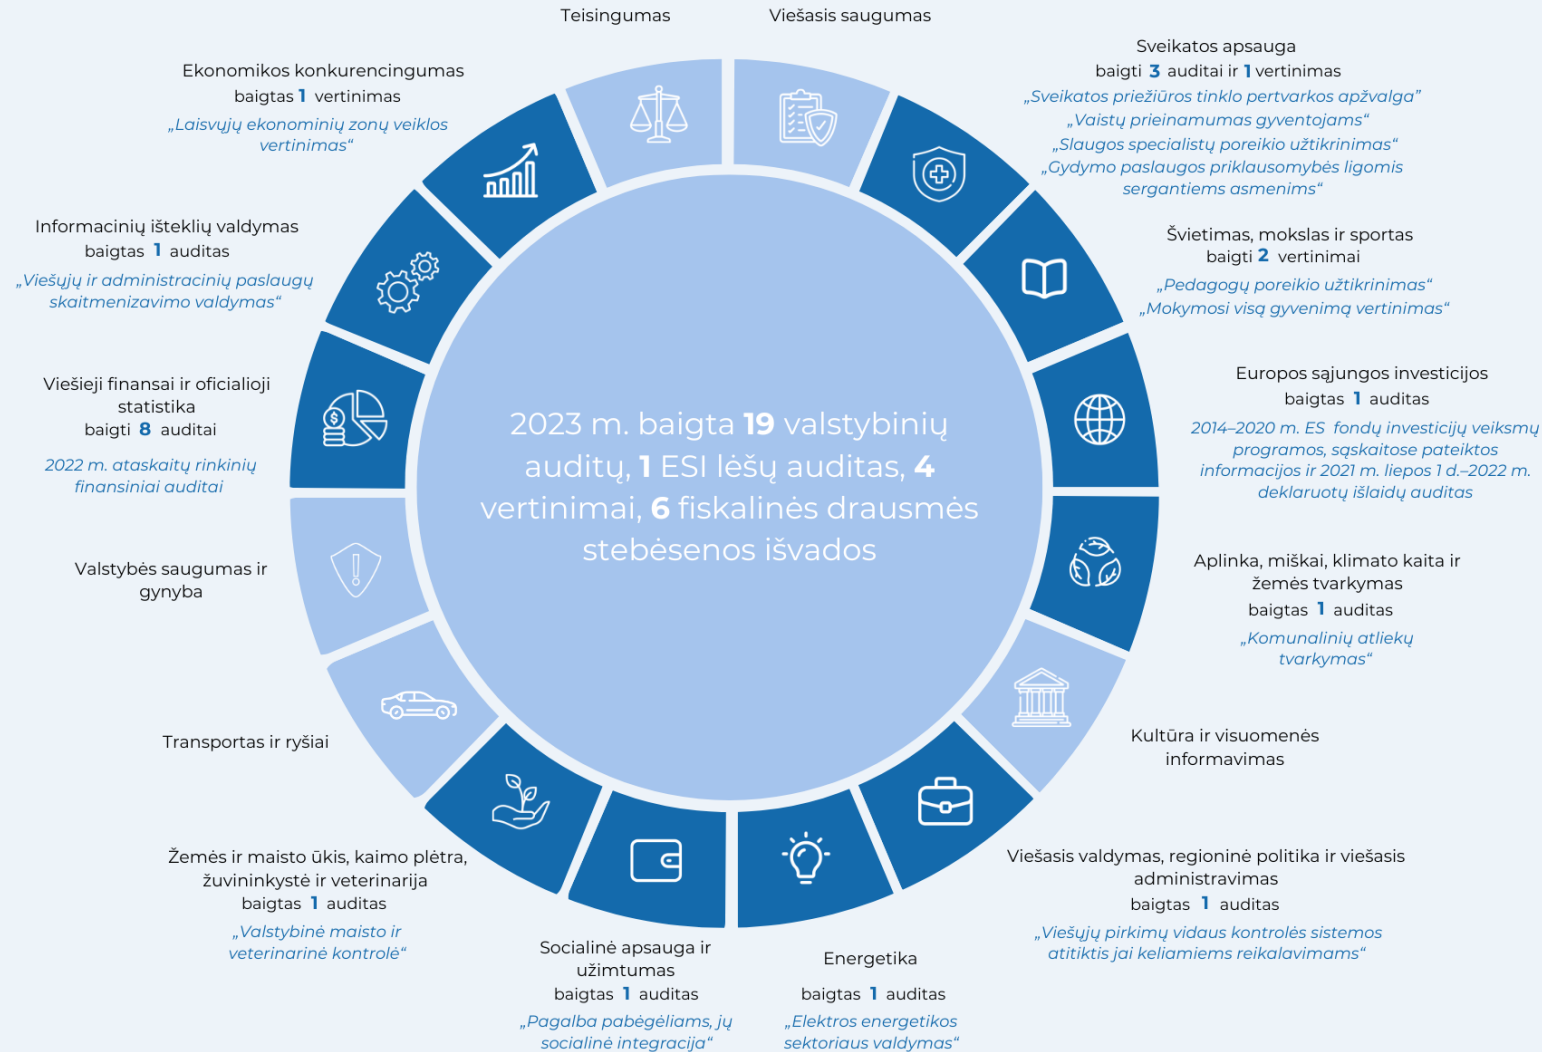 Teisingumas
Viešasis saugumas
Sveikatos apsauga
baigti 3 auditai ir 1 vertinimas
„Sveikatos priežiūros tinklo pertvarkos apžvalga”
„Vaistų prieinamumas gyventojams“
„Slaugos specialistų poreikio užtikrinimas“
„Gydymo paslaugos priklausomybės ligomis
sergantiems asmenims“
Švietimas, mokslas ir sportas
baigti 2 vertinimai
„Pedagogų poreikio užtikrinimas“
„Mokymosi visą gyvenimą vertinimas“
Europos sąjungos investicijos
baigtas 1 auditas
2014–2020 m. ES fondų investicijų veiksmų
programos, sąskaitose pateiktos
informacijos ir 2021 m. liepos 1 d.–2022 m.
deklaruotų išlaidų auditas
Aplinka, miškai, klimato kaita ir
žemės tvarkymas
baigtas 1 auditas
„Komunalinių atliekų
tvarkymas“
Kultūra ir visuomenės
informavimas
Viešasis valdymas, regioninė politika ir viešasis
administravimas
baigtas 1 auditas
„Viešųjų pirkimų vidaus kontrolės sistemos
atitiktis jai keliamiems reikalavimams“
Energetika
baigtas 1 auditas
„Elektros energetikos
sektoriaus valdymas“
Socialinė apsauga ir
užimtumas
baigtas 1 auditas
„Pagalba pabėgėliams, jų
socialinė integracija“
Žemės ir maisto ūkis, kaimo plėtra,
žuvininkystė ir veterinarija
baigtas 1 auditas
„Valstybinė maisto ir
veterinarinė kontrolė“
Transportas ir ryšiai
Valstybės saugumas ir
gynyba
Viešieji finansai ir oficialioji
statistika
baigti 8 auditai
2022 m. ataskaitų rinkinių
finansiniai auditai
Informacinių išteklių valdymas
baigtas 1 auditas
„Viešųjų ir administracinių paslaugų
skaitmenizavimo valdymas“
Ekonomikos konkurencingumas
baigtas 1 vertinimas
„Laisvųjų ekonominių zonų veiklos
vertinimas“
2023 m. baigta 19 valstybinių
auditų, 1 ESI lėšų auditas, 4
vertinimai, 6 fiskalinės drausmės
stebėsenos išvados